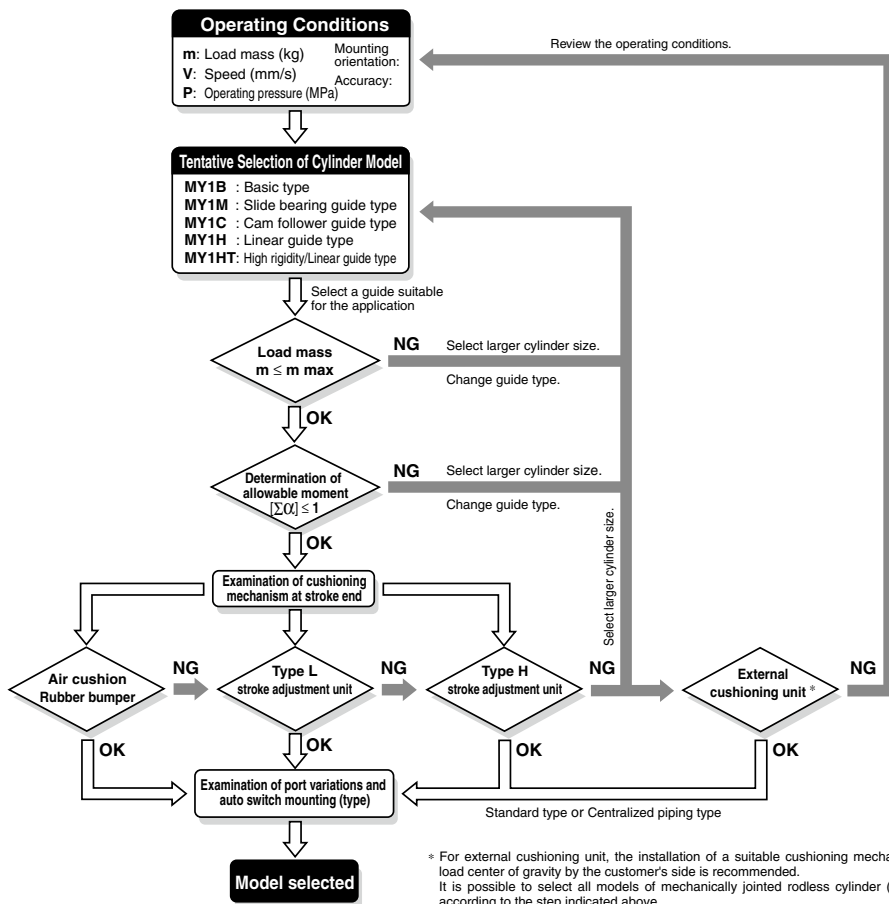 Operating Conditions
m: Load mass (kg)
V: Speed (mm/s)
P: Operating pressure (MPa)
Mounting
orientation:
Accuracy:
Review the operating conditions.
Tentative Selection of Cylinder Model
MY1B : Basic type
MY1M : Slide bearing guide type
MY1C : Cam follower guide type
MY1H : Linear guide type
MY1HT: High rigidity/Linear guide type
Select a guide suitable
for the application
Load mass
m ≤ m max
NG
Select larger cylinder size.
Change guide type.
OK
Determination of
allowable moment
[Σα] ≤ 1
NG
Select larger cylinder size.
Change guide type.
OK
Select larger cylinder size.
Examination of cushioning
mechanism at stroke end
Air cushion
Rubber bumper
NG
Type L
stroke adjustment unit
NG
Type H
stroke adjustment unit
NG
External
cushioning unit *
NG
OK
OK
OK
OK
Examination of port variations and
auto switch mounting (type)
Standard type or Centralized piping type
Model selected
* For external cushioning unit, the installation of a suitable cushioning mecha
load center of gravity by the customer's side is recommended.
It is possible to select all models of mechanically jointed rodless cylinder (
according to the step indicated above.